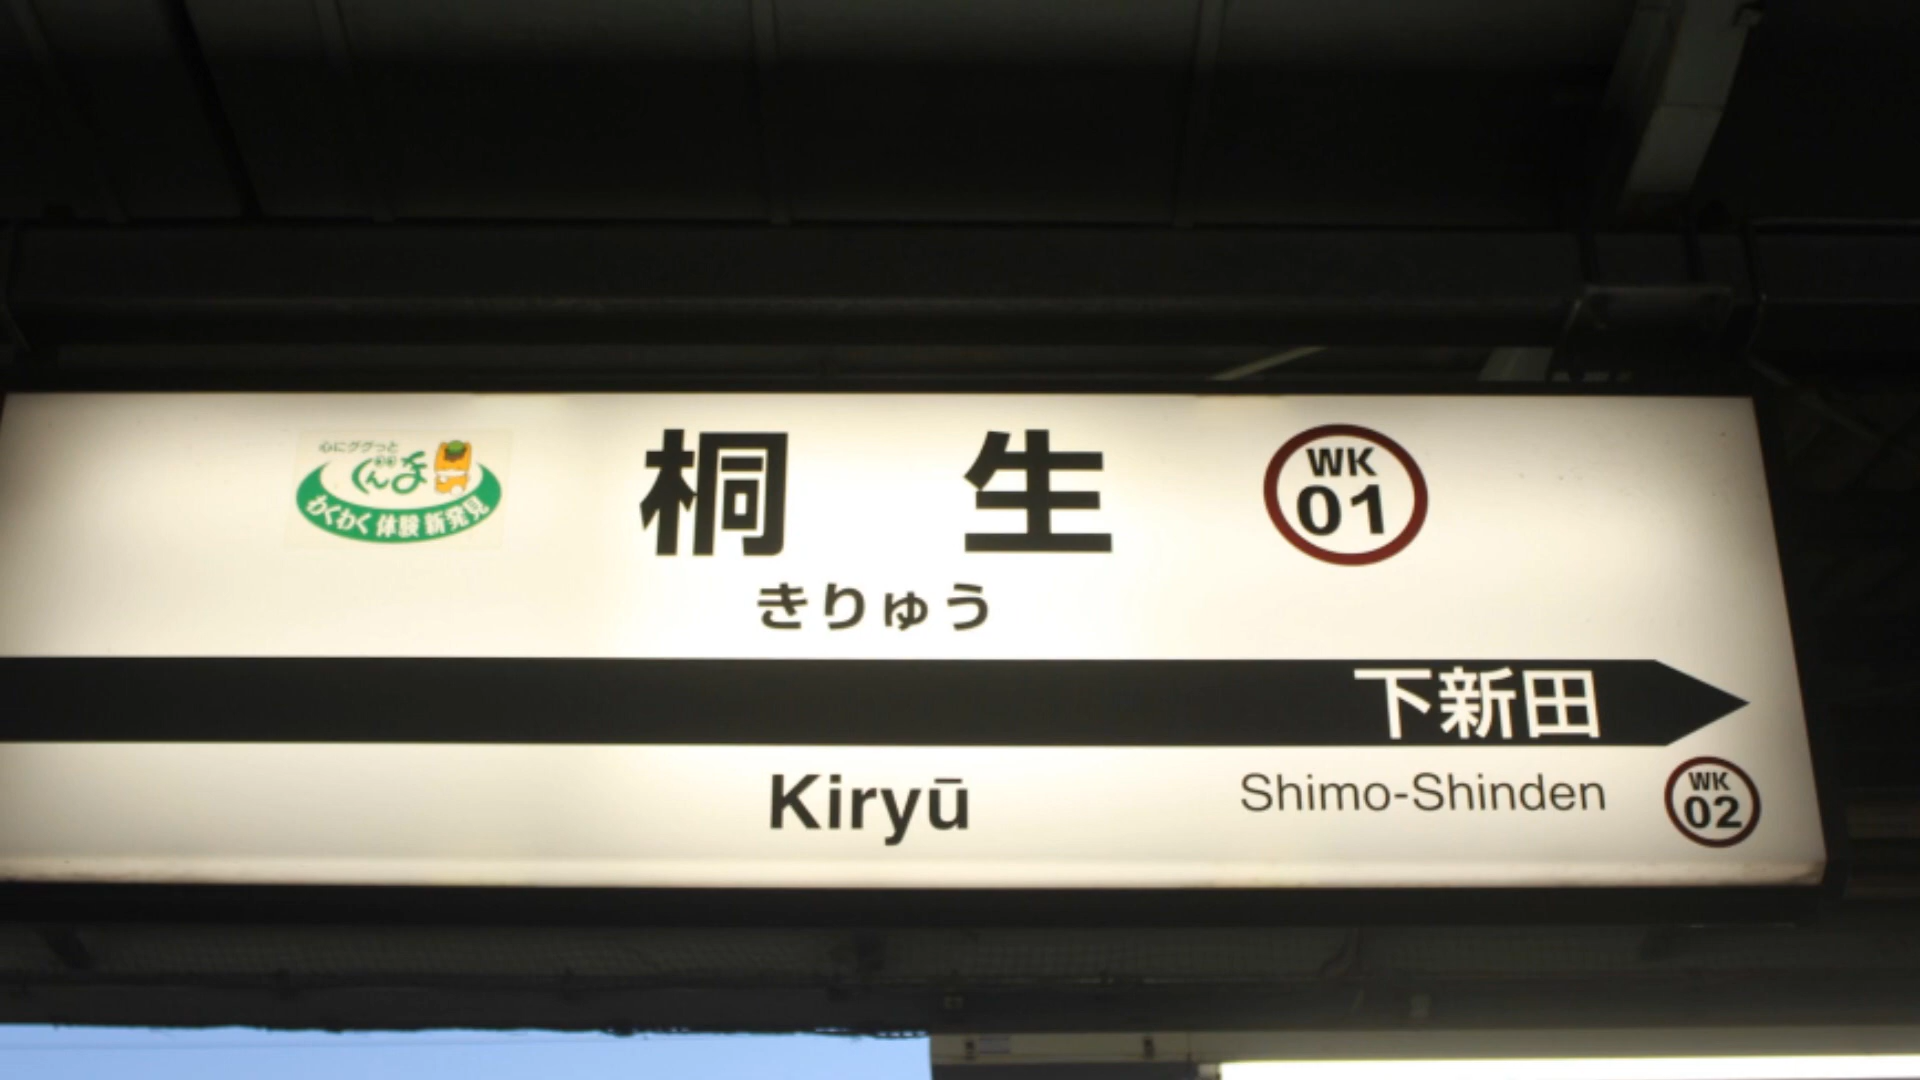 心にググっと
ぐんま
わくわく 体験 新発見
桐生
WK
01
きりゅう
下新田
Kiryū
Shimo-Shinden
WK
02